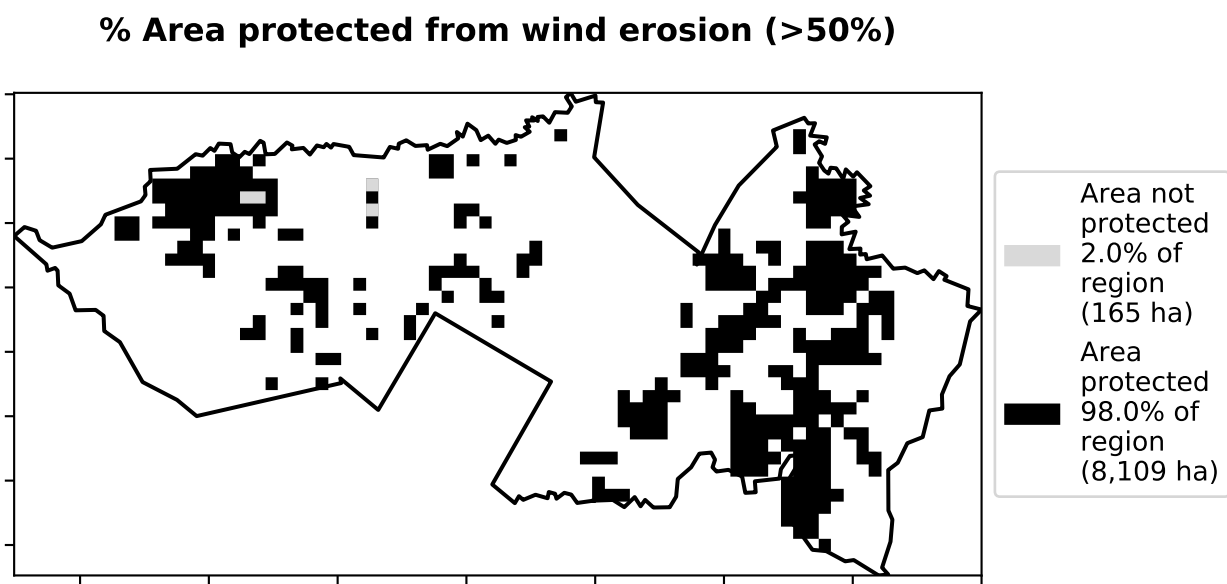 % Area protected from wind erosion (>50%)
Area not
protected
2.0% of
region
(165 ha)
Area
protected
98.0% of
region
(8,109 ha)